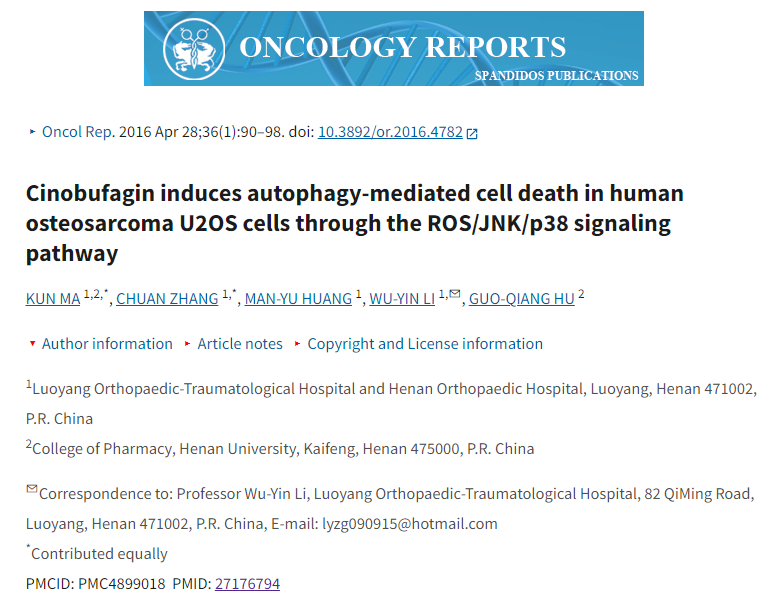 ONCOLOGY REPORTS
SPANDIDOS PUBLICATIONS
‣ Oncol Rep. 2016 Apr 28;36(1):90–98. doi: 10.3892/or.2016.4782
Cinobufagin induces autophagy-mediated cell death in human
osteosarcoma U2OS cells through the ROS/JNK/p38 signaling
pathway
KUN MA 1,2,*, CHUAN ZHANG 1,*, MAN-YU HUANG 1, WU-YIN LI 1,✉, GUO-QIANG HU 2
▾ Author information ▸ Article notes ▸ Copyright and License information
1Luoyang Orthopaedic-Traumatological Hospital and Henan Orthopaedic Hospital, Luoyang, Henan 471002,
P.R. China
2College of Pharmacy, Henan University, Kaifeng, Henan 475000, P.R. China
✉Correspondence to: Professor Wu-Yin Li, Luoyang Orthopaedic-Traumatological Hospital, 82 QiMing Road,
Luoyang, Henan 471002, P.R. China, E-mail: lyzg090915@hotmail.com
*Contributed equally
PMCID: PMC4899018 PMID: 27176794